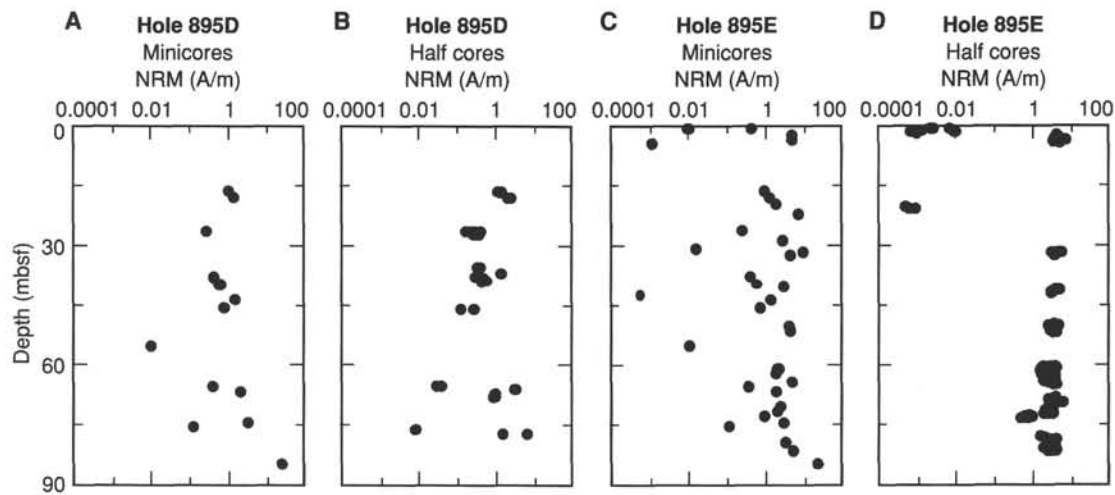 A Hole 895D
Minicores
NRM (A/m)
0.0001 0.01 1 100
B Hole 895D
Half cores
NRM (A/m)
0.0001 0.01 1 100
C Hole 895E
Minicores
NRM (A/m)
0.0001 0.01 1 100
D Hole 895E
Half cores
NRM (A/m)
0.0001 0.01 1 100
0
30
60
90
Depth (mbsf)